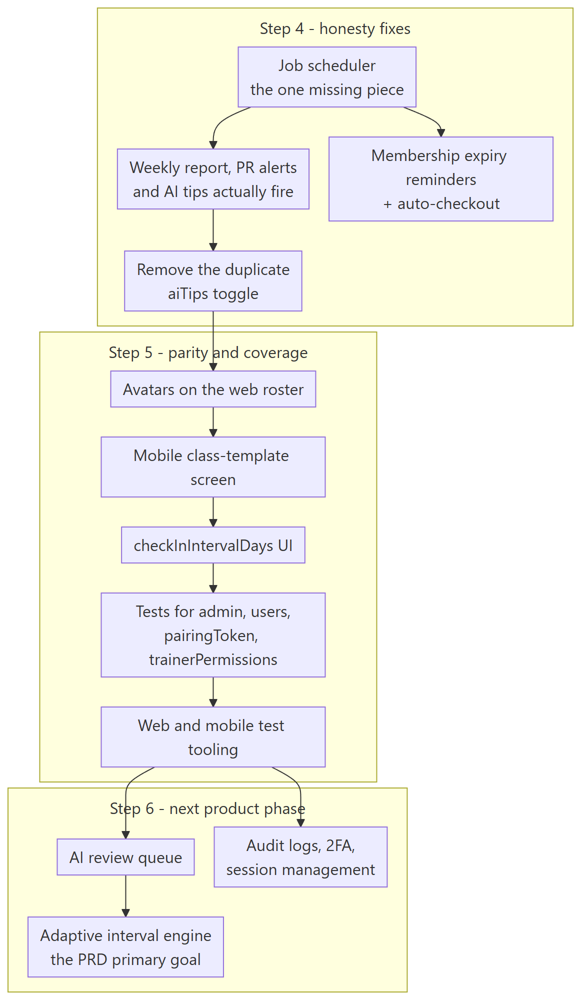 Step 4 - honesty fixes
Job scheduler
the one missing piece
Weekly report, PR alerts
and AI tips actually fire
Membership expiry
reminders
+ auto-checkout
Remove the duplicate
aiTips toggle
Step 5 - parity and coverage
Avatars on the web roster
Mobile class-template
screen
checkInIntervalDays UI
Tests for admin, users,
pairingToken,
trainerPermissions
Web and mobile test
tooling
Step 6 - next product phase
AI review queue
Audit logs, 2FA,
session management
Adaptive interval engine
the PRD primary goal